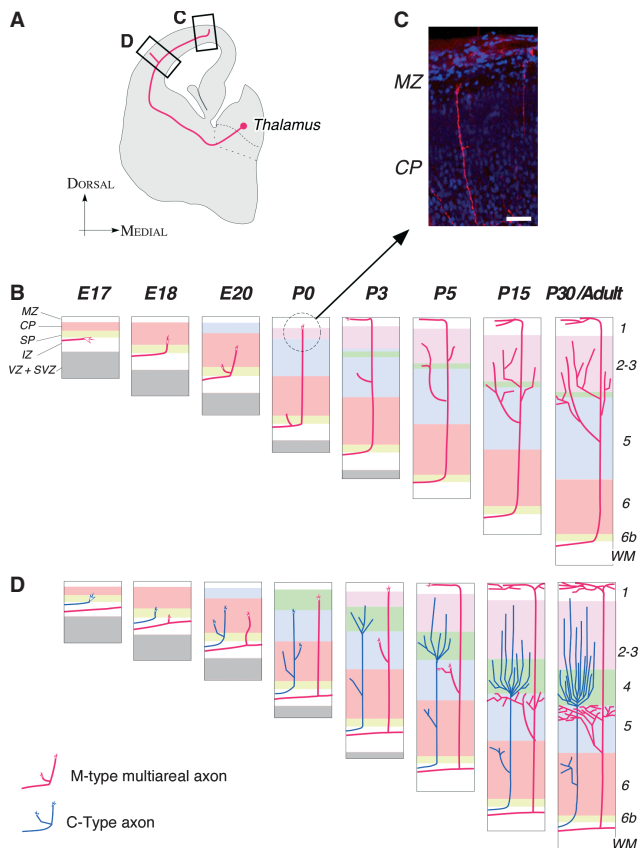 A
C
D
Thalamus
DORSAL
MEDIAL
C
MZ
CP
B
E17 E18 E20 P0 P3 P5 P15 P30/Adult
MZ
CP
SP
IZ
VZ + SVZ
1
2-3
5
6
6b
WM
D
1
2-3
4
5
6
6b
WM
M-type multiareal axon
C-Type axon